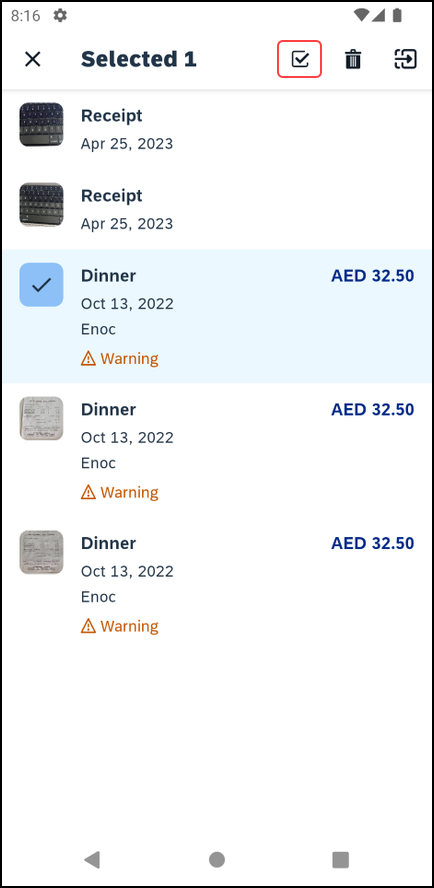 8:16
Selected 1
Receipt
Apr 25, 2023
Receipt
Apr 25, 2023
Dinner AED 32.50
Oct 13, 2022
Enoc
Warning
Dinner AED 32.50
Oct 13, 2022
Enoc
Warning
Dinner AED 32.50
Oct 13, 2022
Enoc
Warning